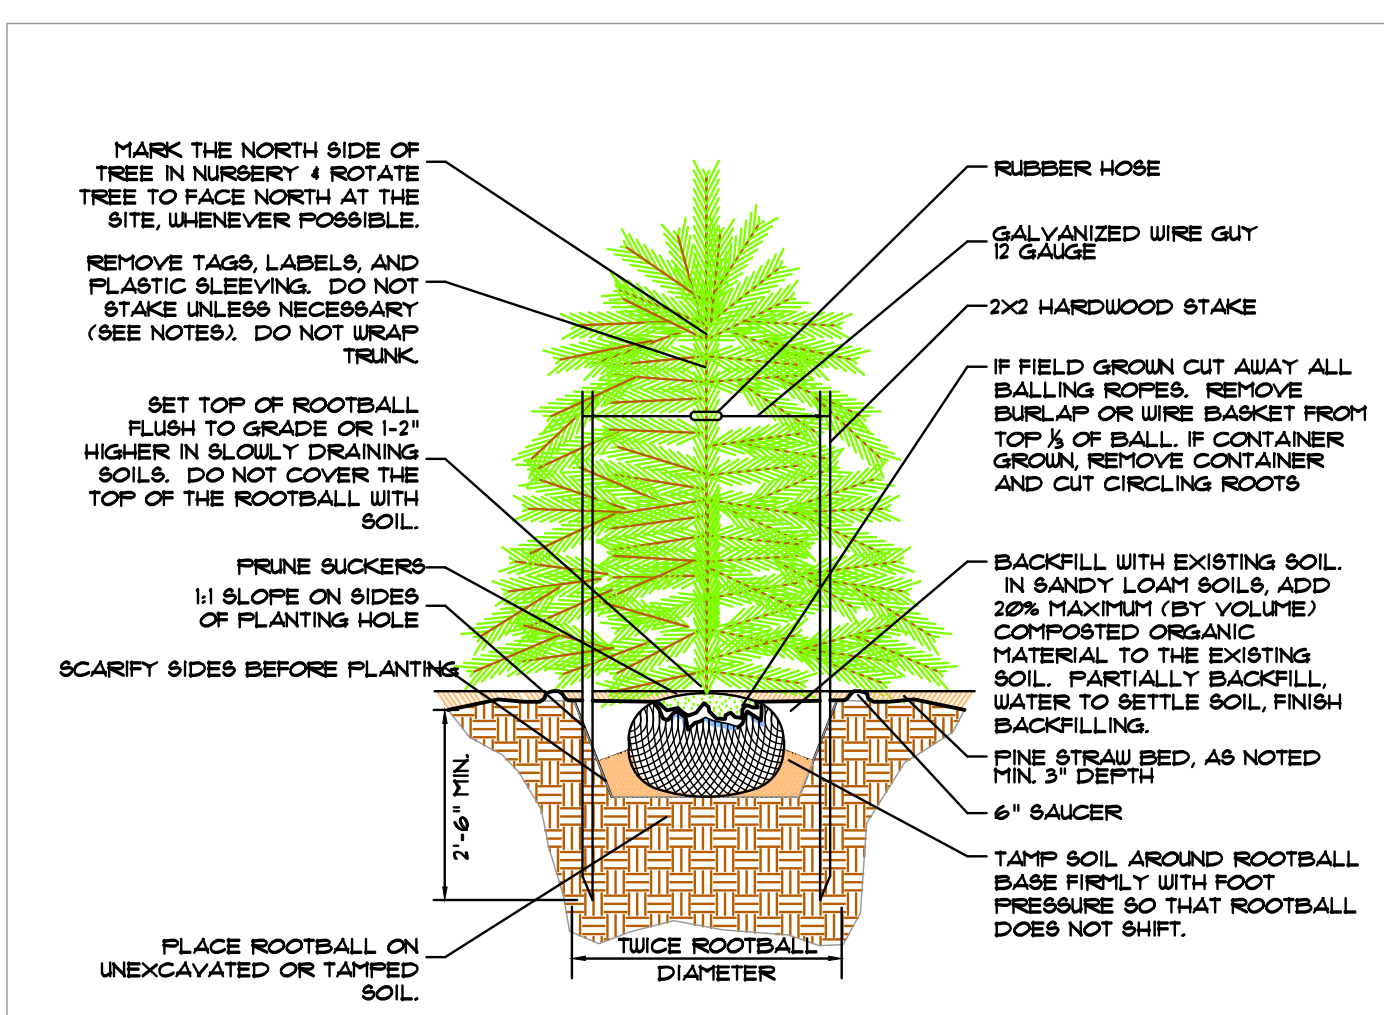 MARK THE NORTH SIDE OF
TREE IN NURSERY & ROTATE
TREE TO FACE NORTH AT THE
SITE, WHENEVER POSSIBLE.
REMOVE TAGS, LABELS, AND
PLASTIC SLEEVING. DO NOT
STAKE UNLESS NECESSARY
(SEE NOTES). DO NOT WRAP
TRUNK.
SET TOP OF ROOTBALL
FLUSH TO GRADE OR 1-2"
HIGHER IN SLOWLY DRAINING
SOILS. DO NOT COVER THE
TOP OF THE ROOTBALL WITH
SOIL.
PRUNE SUCKERS
1:1 SLOPE ON SIDES
OF PLANTING HOLE
SCARIFY SIDES BEFORE PLANTING
2'-6" MIN.
PLACE ROOTBALL ON
UNEXCAVATED OR TAMPED
SOIL.
TWICE ROOTBALL
DIAMETER
RUBBER HOSE
GALVANIZED WIRE GUY
12 GAUGE
2X2 HARDWOOD STAKE
IF FIELD GROWN CUT AWAY ALL
BALLING ROPES. REMOVE
BURLAP OR WIRE BASKET FROM
TOP ⅓ OF BALL. IF CONTAINER
GROWN, REMOVE CONTAINER
AND CUT CIRCLING ROOTS
BACKFILL WITH EXISTING SOIL.
IN SANDY LOAM SOILS, ADD
20% MAXIMUM (BY VOLUME)
COMPOSTED ORGANIC
MATERIAL TO THE EXISTING
SOIL. PARTIALLY BACKFILL,
WATER TO SETTLE SOIL, FINISH
BACKFILLING.
PINE STRAW BED, AS NOTED
MIN. 3" DEPTH
6" SAUCER
TAMP SOIL AROUND ROOTBALL
BASE FIRMLY WITH FOOT
PRESSURE SO THAT ROOTBALL
DOES NOT SHIFT.